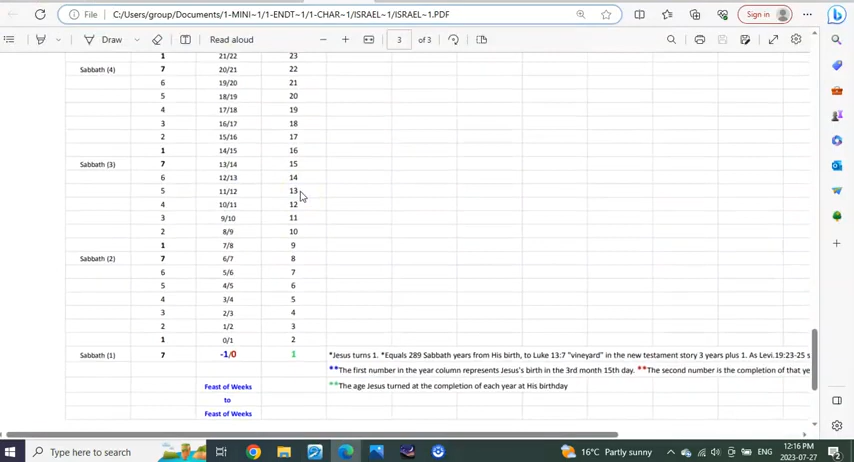 File
C:/Users/group/Documents/1-MINI~1/1-ENDT~1/1-CHAR~1/ISRAEL~1/ISRAEL~1.PDF
Sign in
Draw
Read aloud
3 of 3
1 21/22 23
Sabbath (4) 7 20/21 22
6 19/20 21
5 18/19 20
4 17/18 19
3 16/17 18
2 15/16 17
1 14/15 16
Sabbath (3) 7 13/14 15
6 12/13 14
5 11/12 13
4 10/11 12
3 9/10 11
2 8/9 10
1 7/8 9
Sabbath (2) 7 6/7 8
6 5/6 7
5 4/5 6
4 3/4 5
3 2/3 4
2 1/2 3
1 0/1 2
Sabbath (1) 7 -1/0 1 *Jesus turns 1. *Equals 289 Sabbath years from His birth, to Luke 13:7 "vineyard" in the new testament story 3 years plus 1. As Levi.19:23-25 s
**The first number in the year column represents Jesus's birth in the 3rd month 15th day. **The second number is the completion of that ye
Feast of Weeks **The age Jesus turned at the completion of each year at His birthday
to
Feast of Weeks
Type here to search
16°C Partly sunny
ENG
12:16 PM
2023-07-27
2